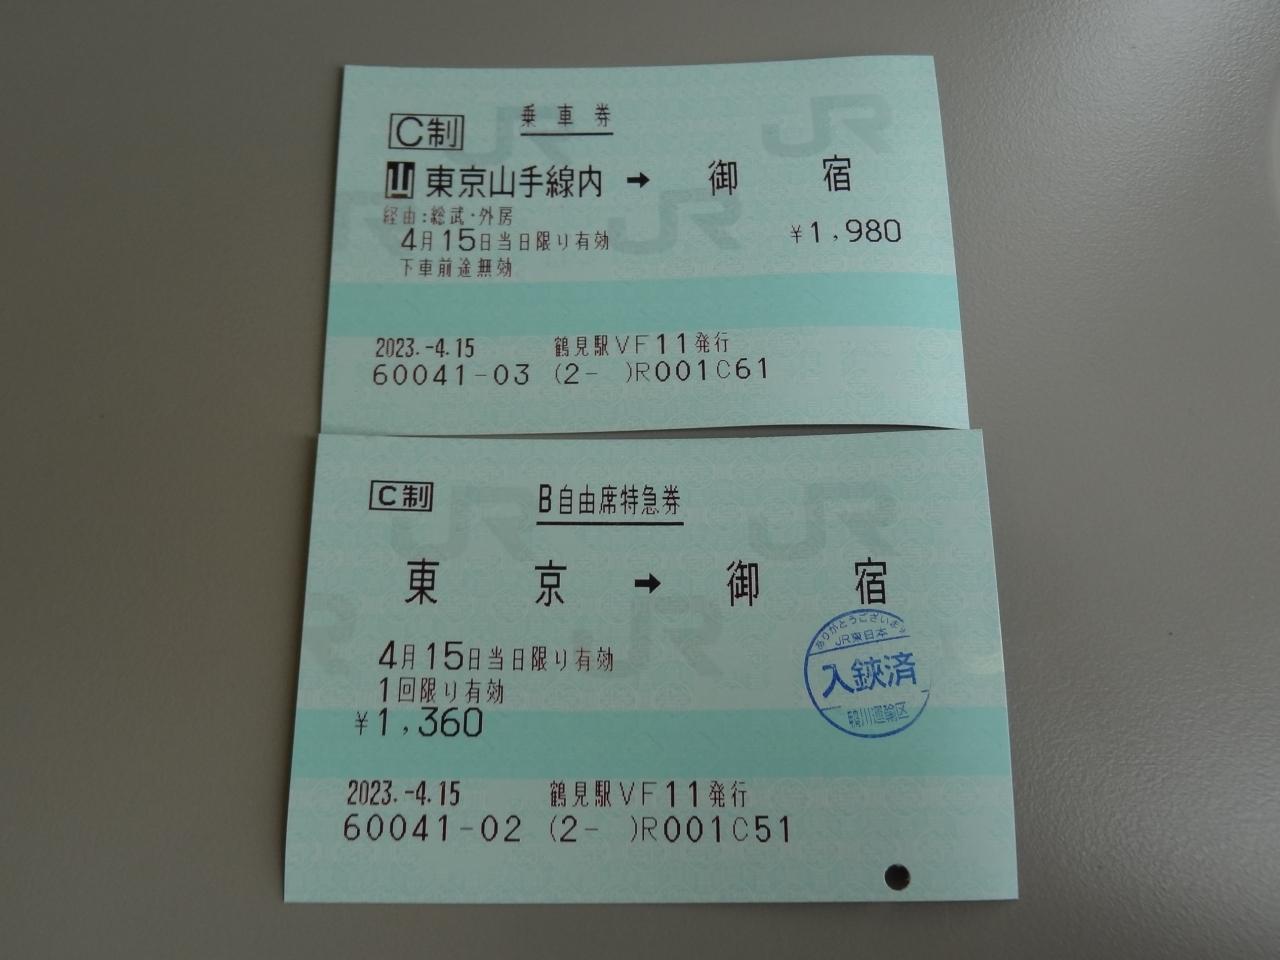 乗車券
C制
山 東京山手線内 → 御宿
経由:総武・外房
4月15日当日限り有効
¥1,980
下車前途無効
2023.-4.15 鶴見駅VF11発行
60041-03 (2- )R001C61
C制
B自由席特急券
東京 → 御宿
4月15日当日限り有効
1回限り有効
¥1,360
ありがとうございます
JR東日本
入鋏済
鴨川運輸区
2023.-4.15 鶴見駅VF11発行
60041-02 (2- )R001C51